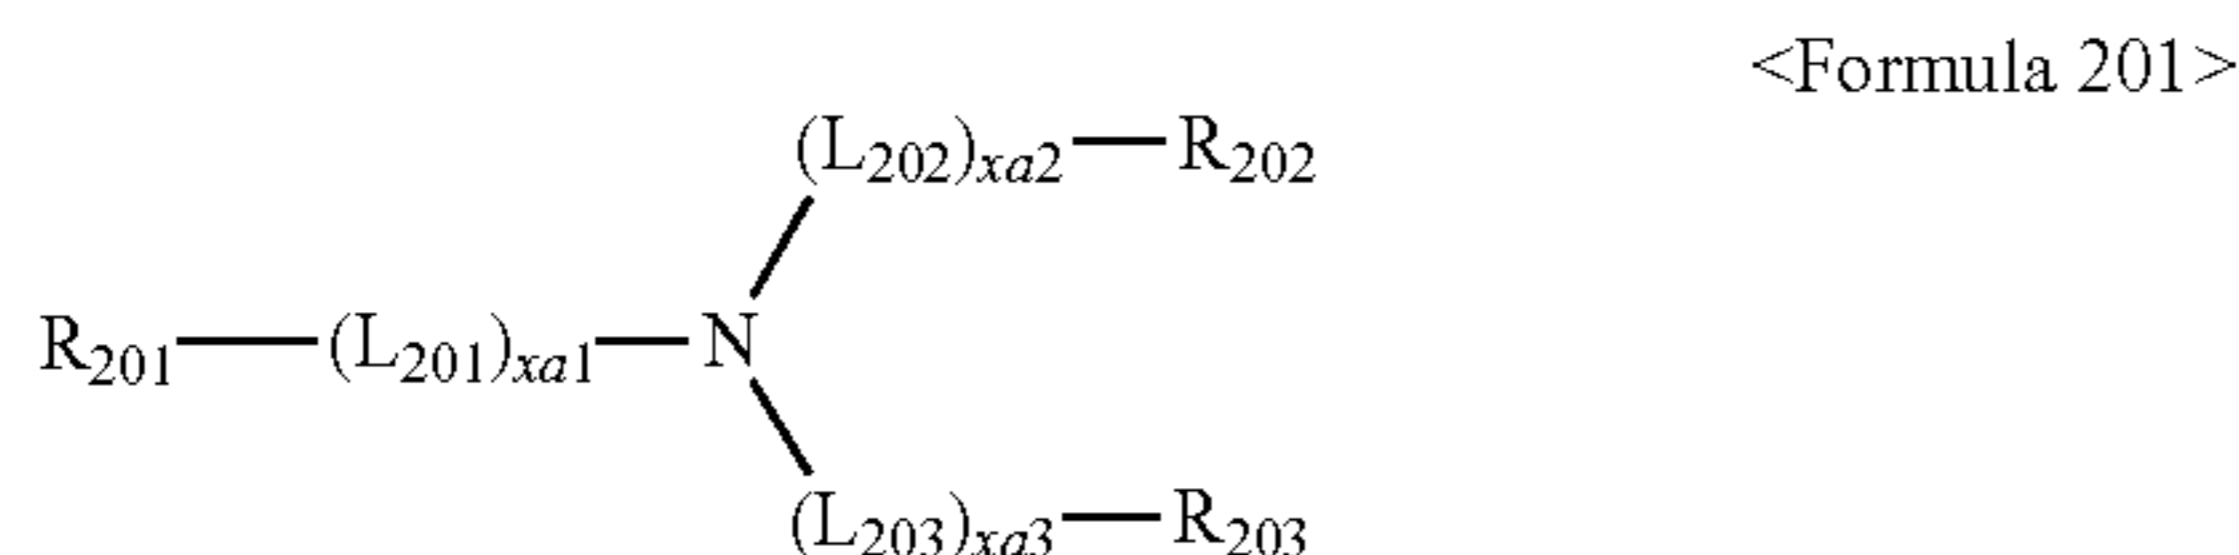 <Formula 201>
(L₂₀₂)ₓₐ₂—R₂₀₂
R₂₀₁—(L₂₀₁)ₓₐ₁—N
(L₂₀₃)ₓₐ₃—R₂₀₃